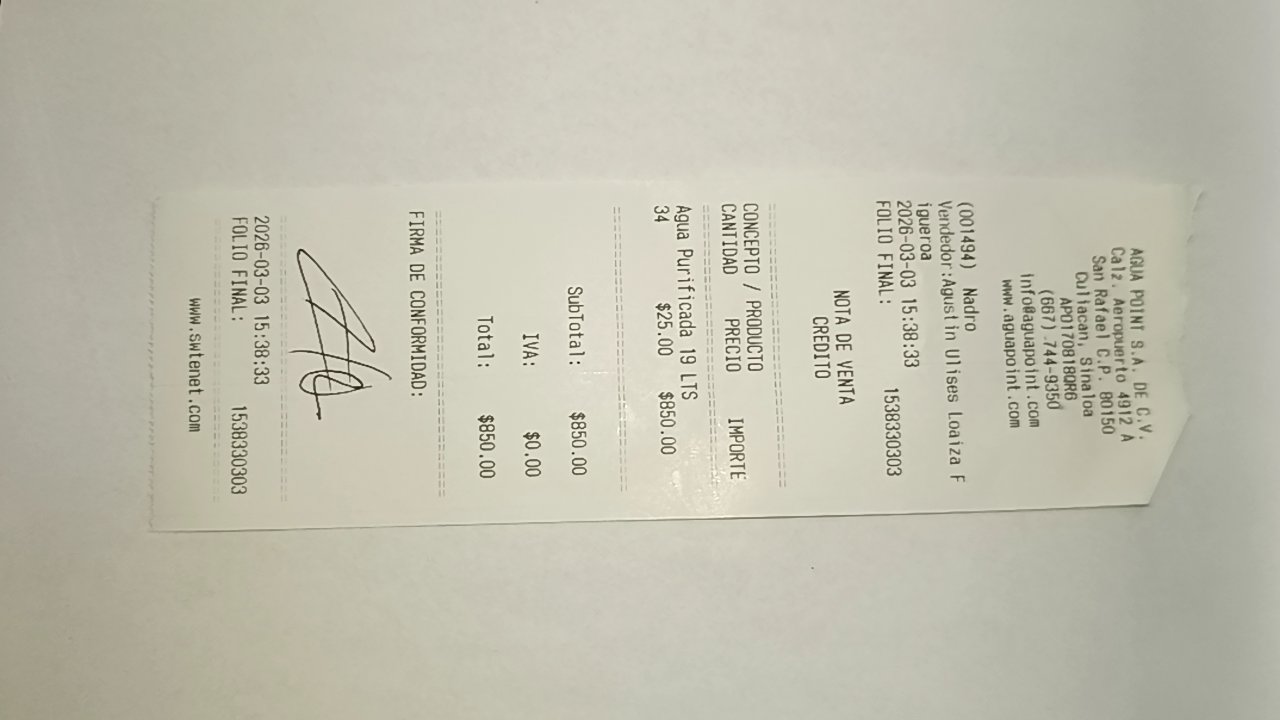 AGUA POINT S.A. DE C.V.
Calz. Aeropuerto 4912 A
San Rafael C.P. 80150
Culiacan, Sinaloa
APO170818QR6
(667) 744-9350
info@aguapoint.com
www.aguapoint.com
(001494) Nadro
Vendedor:Agustin Ulises Loaiza F
igueroa
2026-03-03 15:38:33
FOLIO FINAL: 1538330303
NOTA DE VENTA
CREDITO
CONCEPTO / PRODUCTO
CANTIDAD PRECIO IMPORTE
Agua Purificada 19 LTS
34 $25.00 $850.00
SubTotal: $850.00
IVA: $0.00
Total: $850.00
FIRMA DE CONFORMIDAD:
2026-03-03 15:38:33
FOLIO FINAL: 1538330303
www.swtenet.com